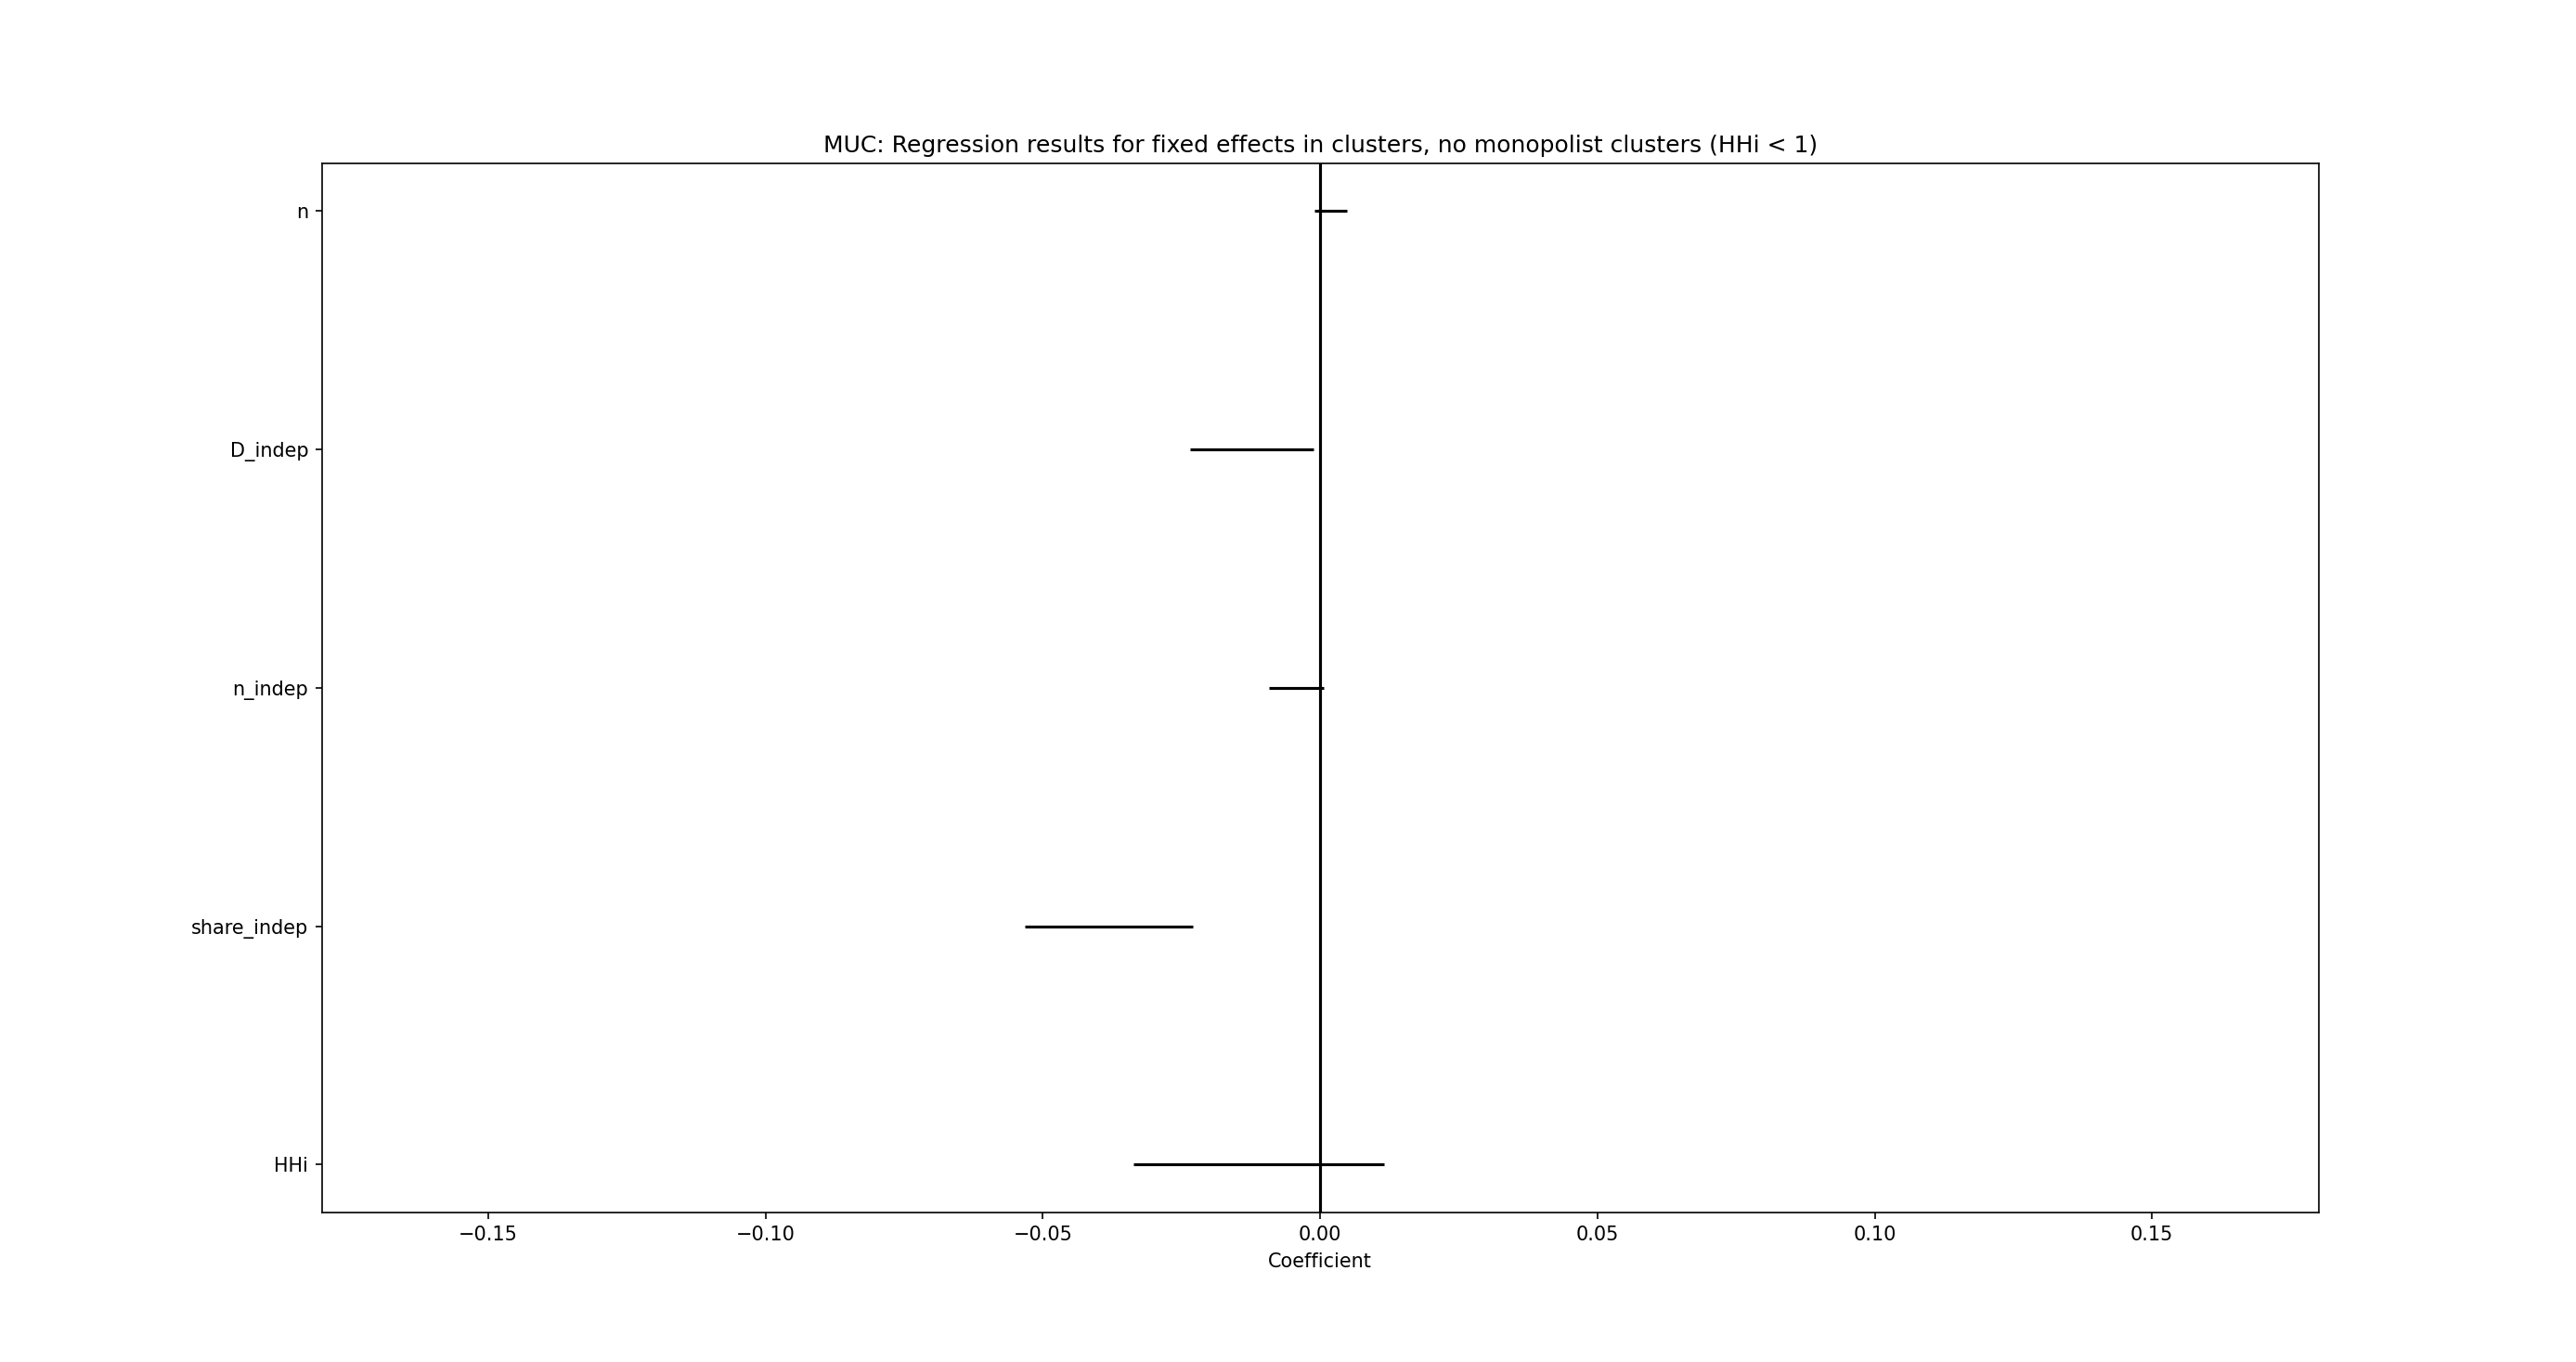 MUC: Regression results for fixed effects in clusters, no monopolist clusters (HHi < 1)
n
D_indep
n_indep
share_indep
HHi
−0.15 −0.10 −0.05 0.00 0.05 0.10 0.15
Coefficient